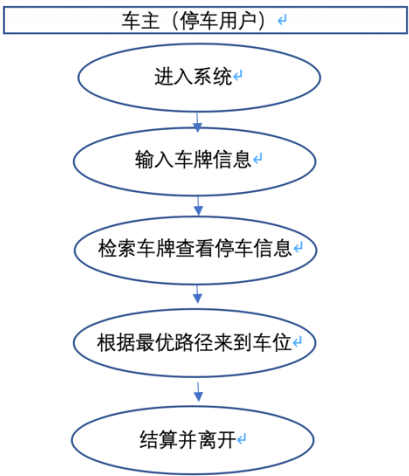 车主（停车用户）
进入系统
输入车牌信息
检索车牌查看停车信息
根据最优路径来到车位
结算并离开